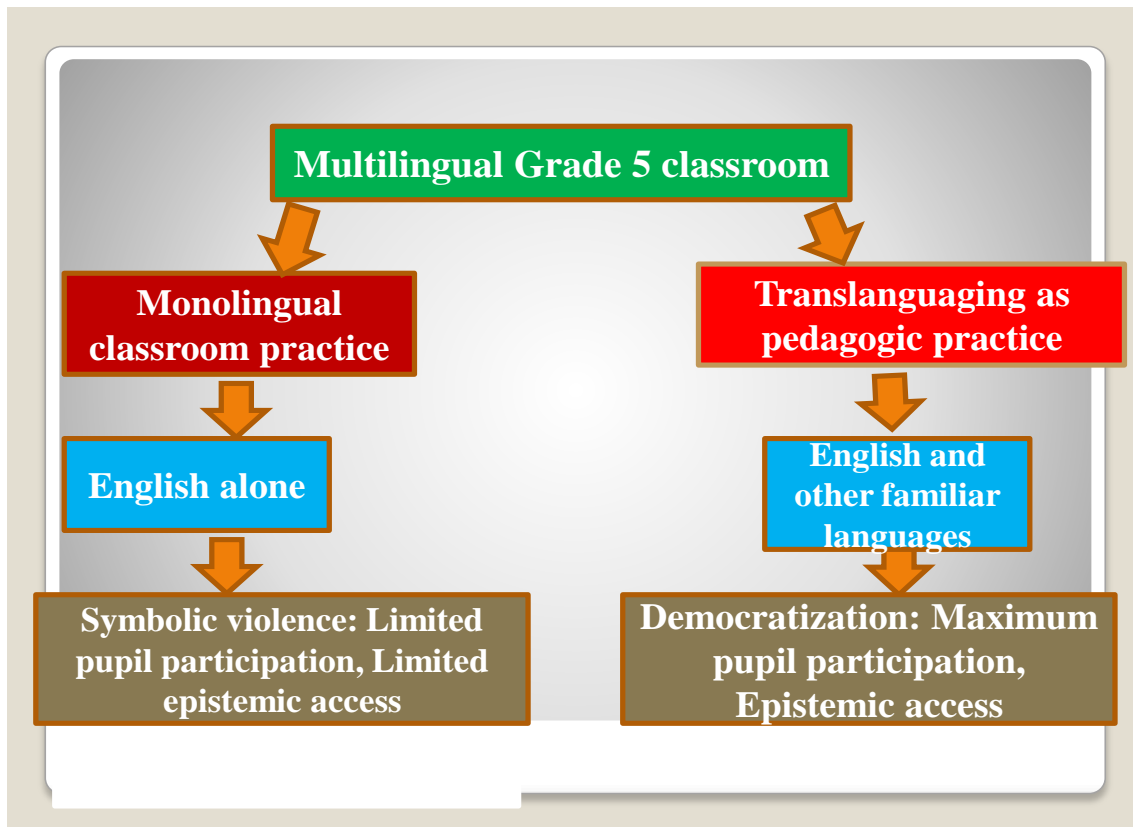 Multilingual Grade 5 classroom
Monolingual
classroom practice
Translanguaging as
pedagogic practice
English alone
English and
other familiar
languages
Symbolic violence: Limited
pupil participation, Limited
epistemic access
Democratization: Maximum
pupil participation,
Epistemic access